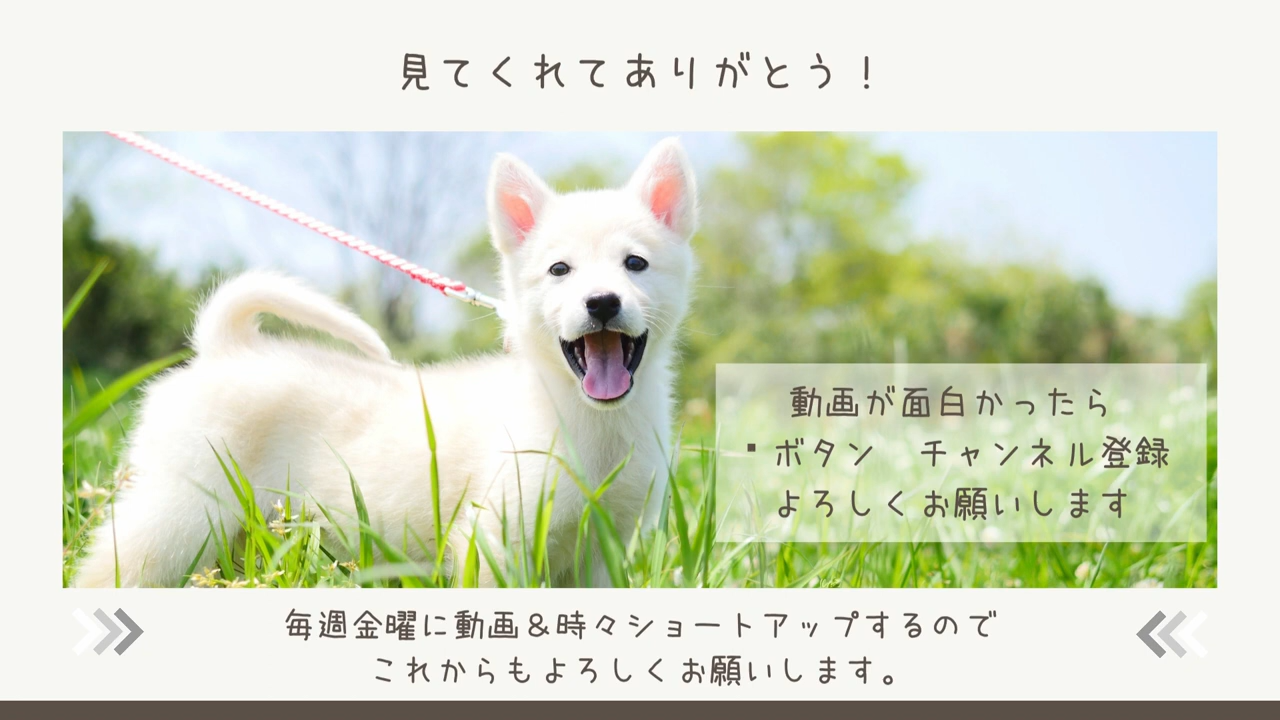 見てくれてありがとう！
動画が面白かったら
▪ボタン　チャンネル登録
よろしくお願いします
毎週金曜に動画＆時々ショートアップするので
これからもよろしくお願いします。